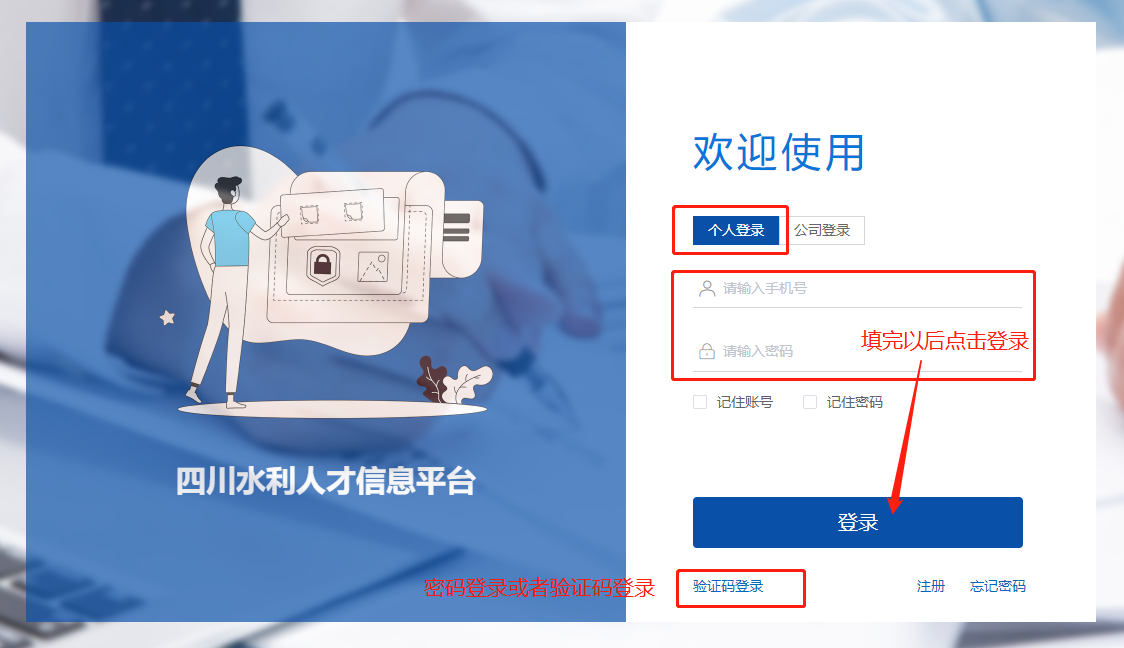 欢迎使用
个人登录 公司登录
请输入手机号
填完以后点击登录
请输入密码
记住账号 记住密码
四川水利人才信息平台
登录
密码登录或者验证码登录
验证码登录 注册 忘记密码